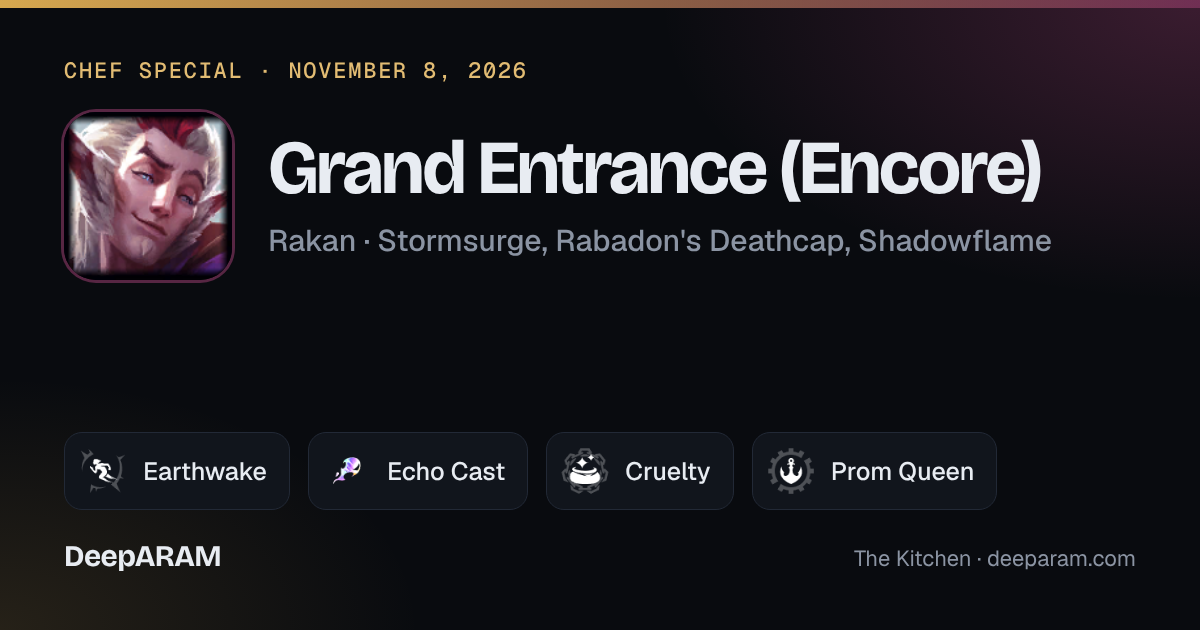 CHEF SPECIAL · NOVEMBER 8, 2026
Grand Entrance (Encore)
Rakan · Stormsurge, Rabadon's Deathcap, Shadowflame
Earthwake
Echo Cast
Cruelty
Prom Queen
DeepARAM
The Kitchen · deeparam.com